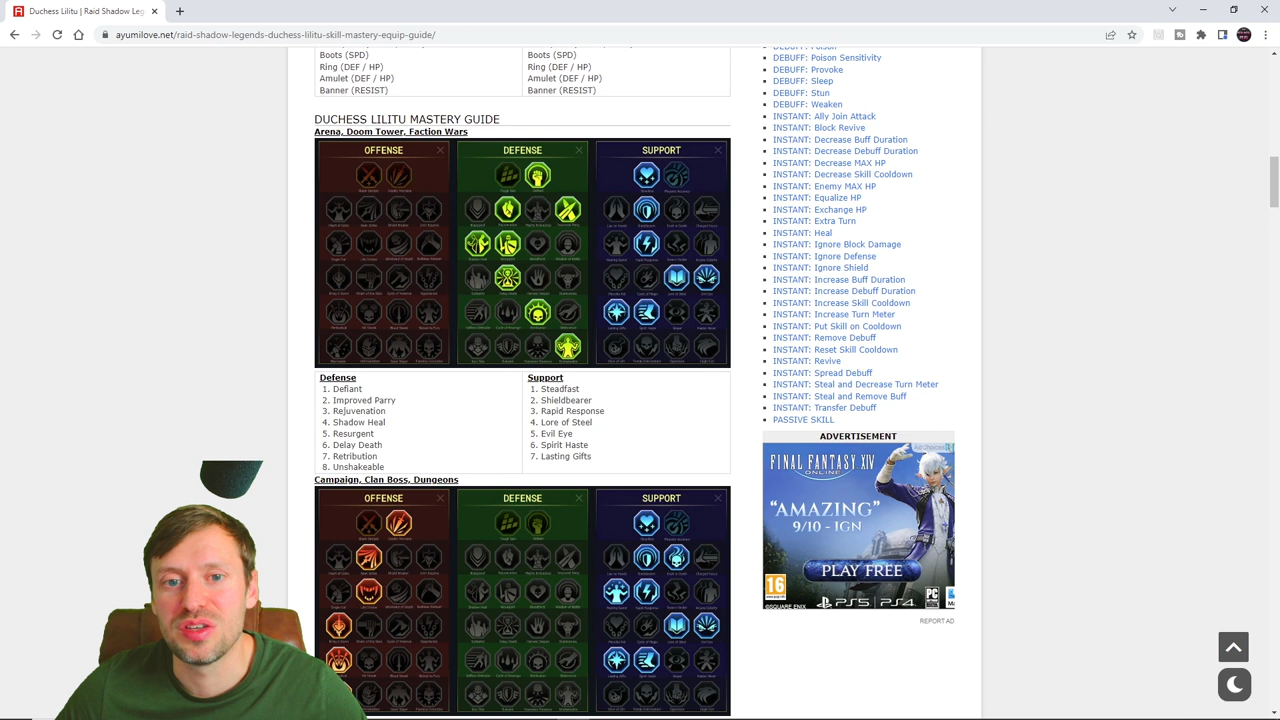 Duchess Lilitu | Raid Shadow Leg
ayumilove.net/raid-shadow-legends-duchess-lilitu-skill-mastery-equip-guide/
Boots (SPD)
Ring (DEF / HP)
Amulet (DEF / HP)
Banner (RESIST)
Boots (SPD)
Ring (DEF / HP)
Amulet (DEF / HP)
Banner (RESIST)
DUCHESS LILITU MASTERY GUIDE
Arena, Doom Tower, Faction Wars
OFFENSE
DEFENSE
SUPPORT
Defense
1. Defiant
2. Improved Parry
3. Rejuvenation
4. Shadow Heal
5. Resurgent
6. Delay Death
7. Retribution
8. Unshakeable
Support
1. Steadfast
2. Shieldbearer
3. Rapid Response
4. Lore of Steel
5. Evil Eye
6. Spirit Haste
7. Lasting Gifts
Campaign, Clan Boss, Dungeons
OFFENSE
DEFENSE
SUPPORT
DEBUFF: Poison
DEBUFF: Poison Sensitivity
DEBUFF: Provoke
DEBUFF: Sleep
DEBUFF: Stun
DEBUFF: Weaken
INSTANT: Ally Join Attack
INSTANT: Block Revive
INSTANT: Decrease Buff Duration
INSTANT: Decrease Debuff Duration
INSTANT: Decrease MAX HP
INSTANT: Decrease Skill Cooldown
INSTANT: Enemy MAX HP
INSTANT: Equalize HP
INSTANT: Exchange HP
INSTANT: Extra Turn
INSTANT: Heal
INSTANT: Ignore Block Damage
INSTANT: Ignore Defense
INSTANT: Ignore Shield
INSTANT: Increase Buff Duration
INSTANT: Increase Debuff Duration
INSTANT: Increase Skill Cooldown
INSTANT: Increase Turn Meter
INSTANT: Put Skill on Cooldown
INSTANT: Remove Debuff
INSTANT: Reset Skill Cooldown
INSTANT: Revive
INSTANT: Spread Debuff
INSTANT: Steal and Decrease Turn Meter
INSTANT: Steal and Remove Buff
INSTANT: Transfer Debuff
PASSIVE SKILL
ADVERTISEMENT
AdChoices
FINAL FANTASY XIV
ONLINE
"AMAZING"
9/10 - IGN
PLAY FREE
16
©SQUARE ENIX
PS5 | PS4
PC
REPORT AD